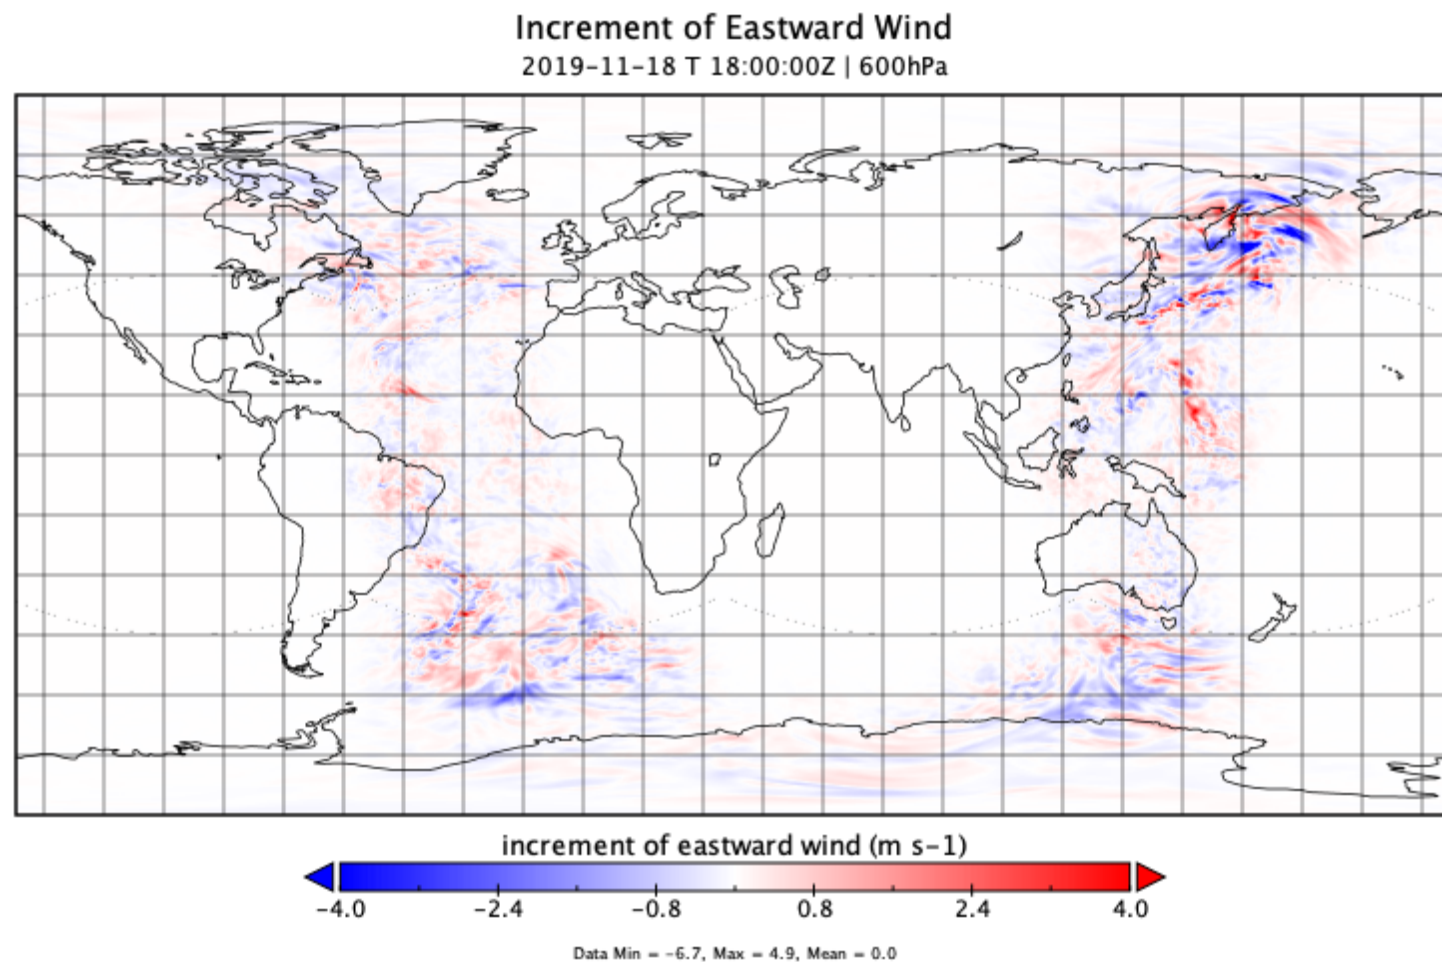 Increment of Eastward Wind
2019-11-18 T 18:00:00Z | 600hPa
increment of eastward wind (m s-1)
-4.0 -2.4 -0.8 0.8 2.4 4.0
Data Min = -6.7, Max = 4.9, Mean = 0.0